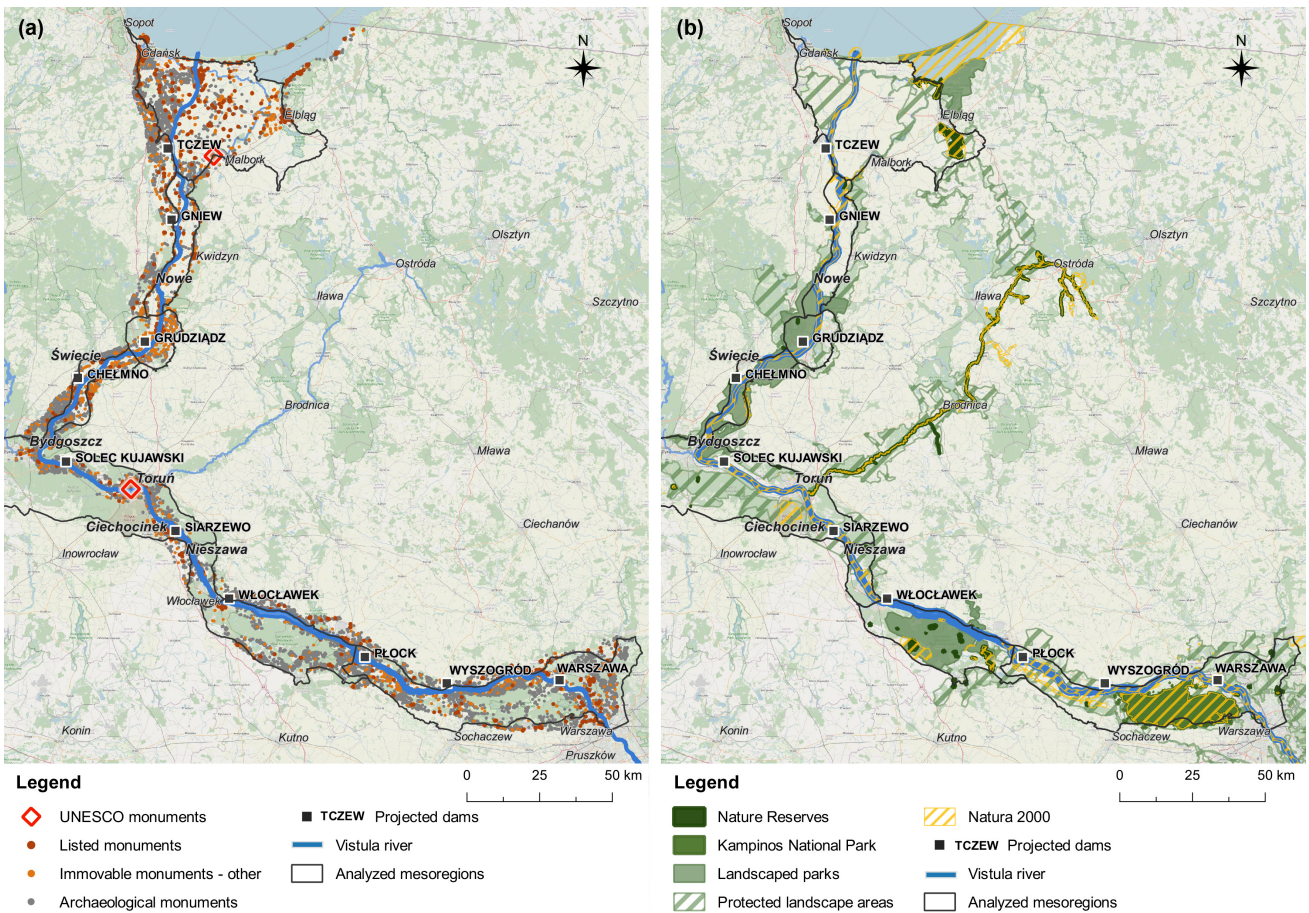 (a)
Sopot
Gdańsk
N
Elbląg
TCZEW
Malbork
GNIEW
Olsztyn
Kwidzyn
Ostróda
Nowe
Iława
Szczytno
GRUDZIĄDZ
Świecie
CHEŁMNO
Brodnica
Bydgoszcz
Mława
SOLEC KUJAWSKI
Toruń
Ciechocinek
SIARZEWO
Ciechanów
Inowrocław
Nieszawa
Włocławek
WŁOCŁAWEK
PŁOCK
WYSZOGRÓD
WARSZAWA
Konin
Kutno
Sochaczew
Warszawa
Pruszków
Legend
0 25 50 km
UNESCO monuments
TCZEW Projected dams
Listed monuments
Vistula river
Immovable monuments - other
Analyzed mesoregions
Archaeological monuments
(b)
Sopot
Gdańsk
N
Elbląg
TCZEW
Malbork
GNIEW
Olsztyn
Kwidzyn
Ostróda
Nowe
Iława
Szczytno
GRUDZIĄDZ
Świecie
CHEŁMNO
Brodnica
Bydgoszcz
Mława
SOLEC KUJAWSKI
Toruń
Ciechocinek
SIARZEWO
Ciechanów
Inowrocław
Nieszawa
WŁOCŁAWEK
PŁOCK
WYSZOGRÓD
WARSZAWA
Konin
Kutno
Sochaczew
Warszawa
Legend
0 25 50 km
Nature Reserves
Natura 2000
Kampinos National Park
TCZEW Projected dams
Landscaped parks
Vistula river
Protected landscape areas
Analyzed mesoregions